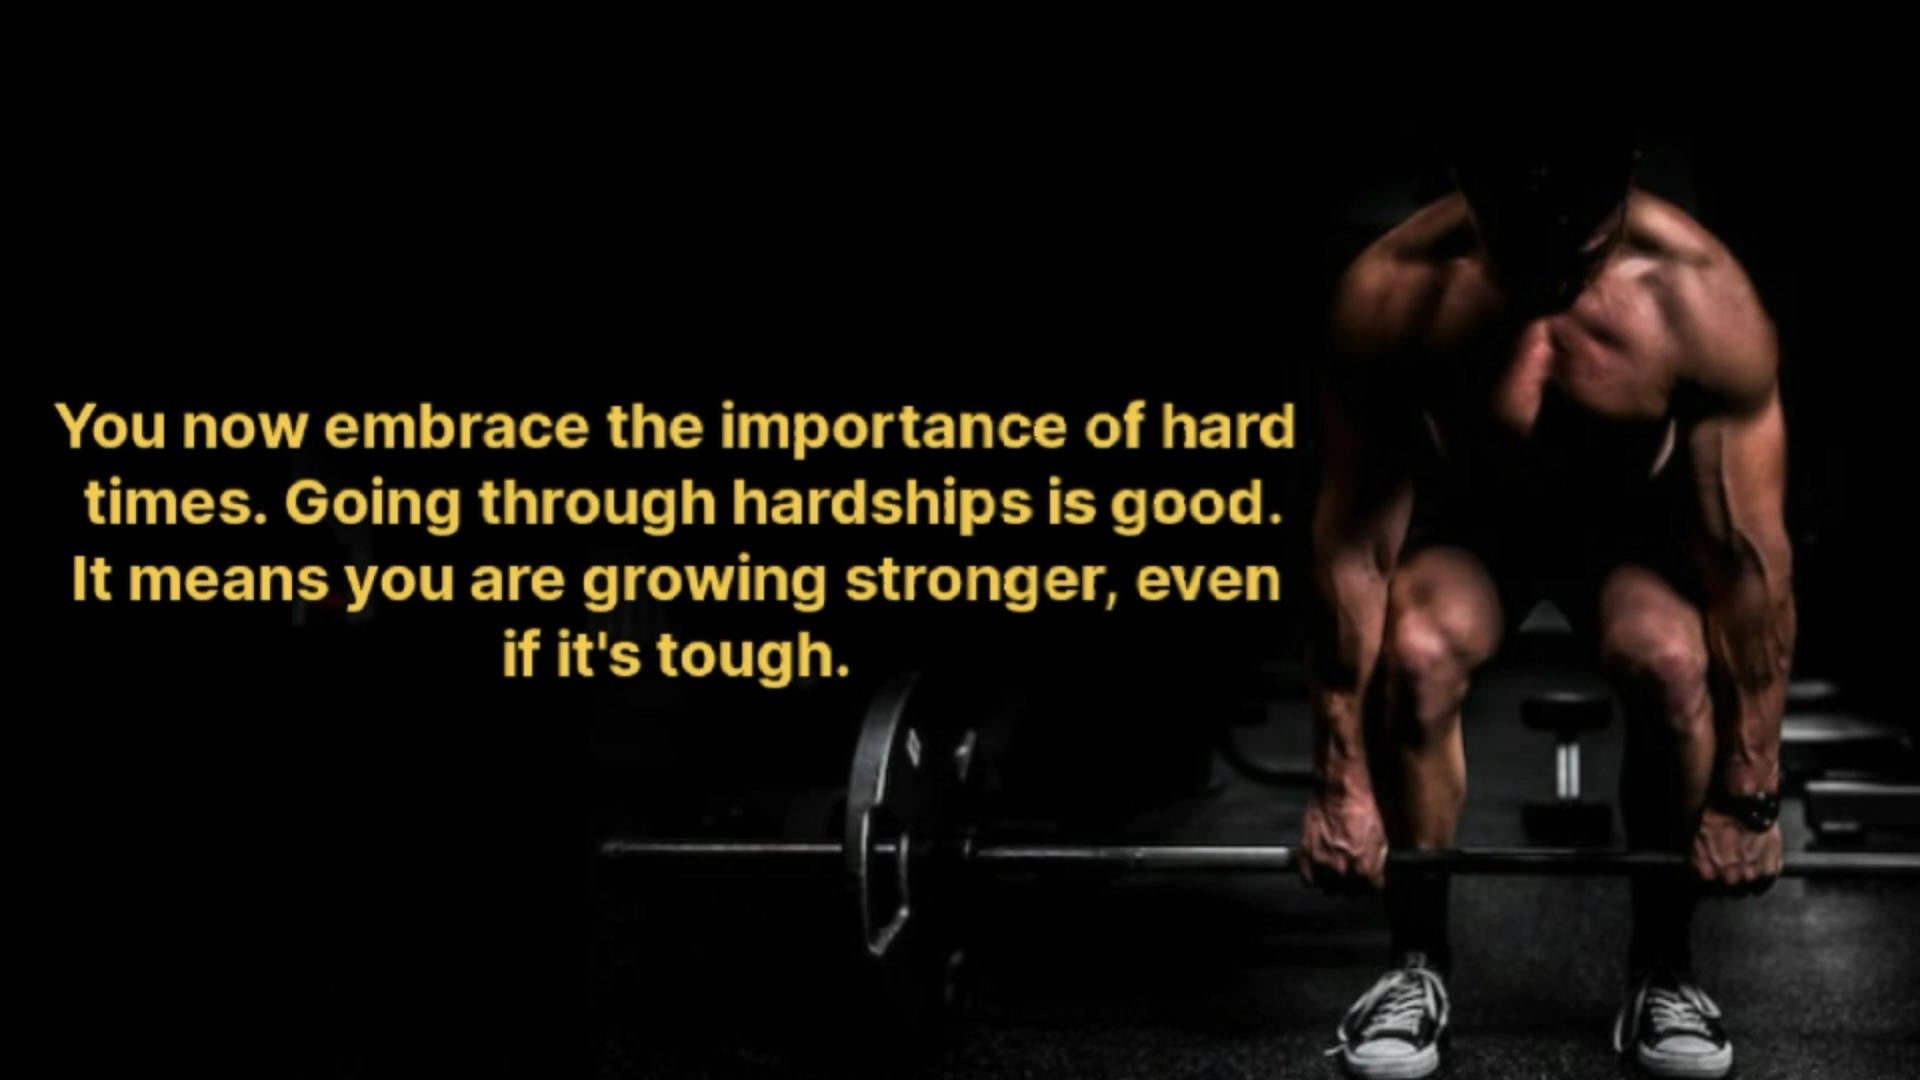 You now embrace the importance of hard
times. Going through hardships is good.
It means you are growing stronger, even
if it's tough.